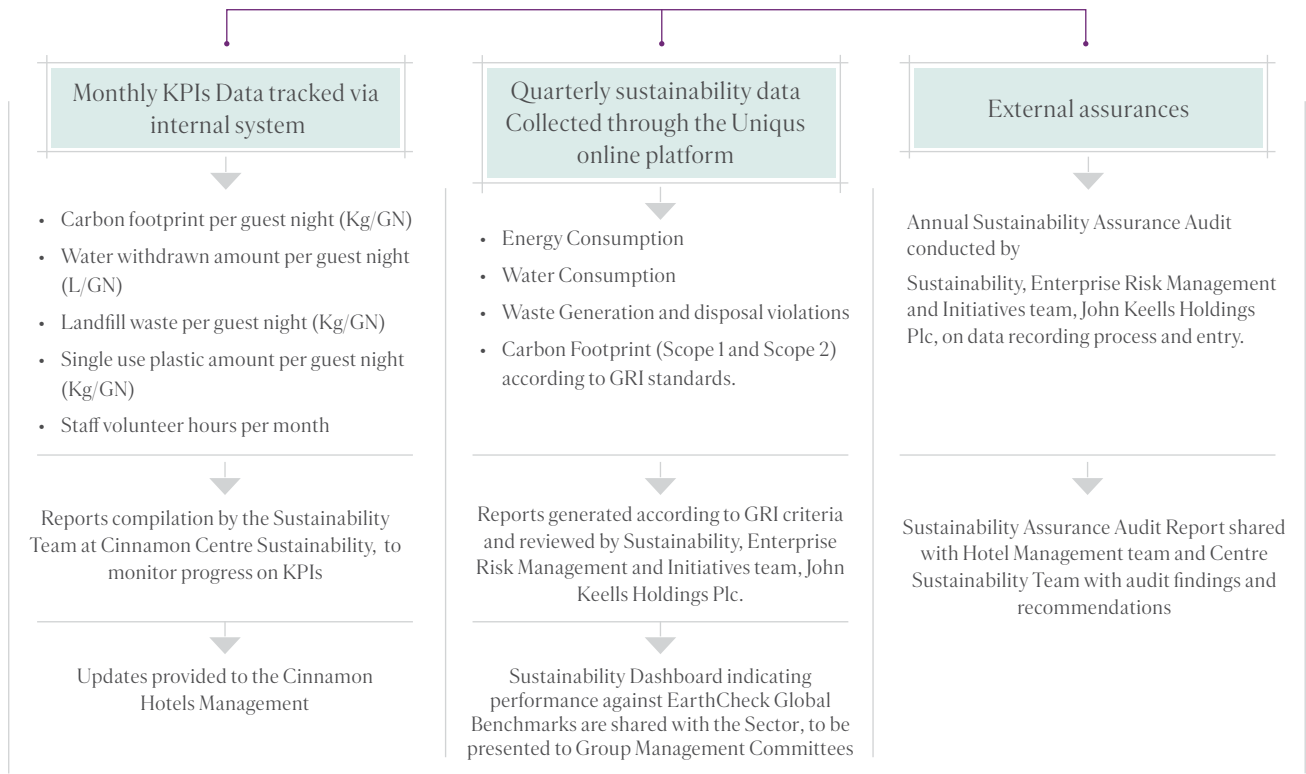 Monthly KPIs Data tracked via
internal system
• Carbon footprint per guest night (Kg/GN)
• Water withdrawn amount per guest night
(L/GN)
• Landfill waste per guest night (Kg/GN)
• Single use plastic amount per guest night
(Kg/GN)
• Staff volunteer hours per month
Reports compilation by the Sustainability
Team at Cinnamon Centre Sustainability, to
monitor progress on KPIs
Updates provided to the Cinnamon
Hotels Management
Quarterly sustainability data
Collected through the Uniqus
online platform
• Energy Consumption
• Water Consumption
• Waste Generation and disposal violations
• Carbon Footprint (Scope 1 and Scope 2)
according to GRI standards.
Reports generated according to GRI criteria
and reviewed by Sustainability, Enterprise
Risk Management and Initiatives team, John
Keells Holdings Plc.
Sustainability Dashboard indicating
performance against EarthCheck Global
Benchmarks are shared with the Sector, to be
presented to Group Management Committees
External assurances
Annual Sustainability Assurance Audit
conducted by
Sustainability, Enterprise Risk Management
and Initiatives team, John Keells Holdings
Plc, on data recording process and entry.
Sustainability Assurance Audit Report shared
with Hotel Management team and Centre
Sustainability Team with audit findings and
recommendations